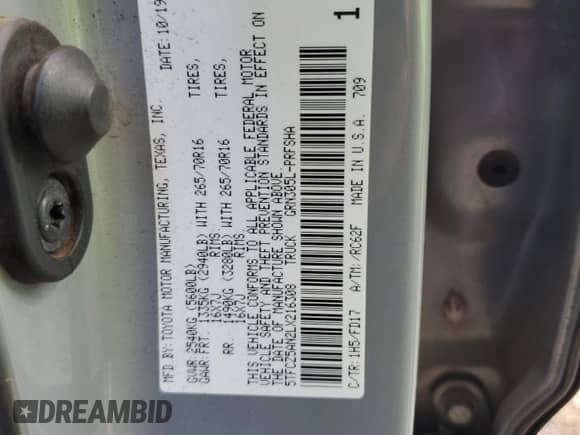 MFD.BY:TOYOTA MOTOR MANUFACTURING, TEXAS, INC. DATE:10/19
GVWR 2540KG (5600LB)
GAWR FRT. 1335KG (2940LB) WITH 265/70R16 TIRES,
16X7J RIMS,
RR. 1490KG (3280LB) WITH 265/70R16 TIRES,
16X7J RIMS,
THIS VEHICLE CONFORMS TO ALL APPLICABLE FEDERAL MOTOR
VEHICLE SAFETY AND THEFT PREVENTION STANDARDS IN EFFECT ON
THE DATE OF MANUFACTURE SHOWN ABOVE.
5TFCZ5AN2LX216308 TRUCK GRN305L-PRFSHA
C/TR:1H5/FD17 A/TM:/RC62F MADE IN U.S.A. 709
1
DREAMBID